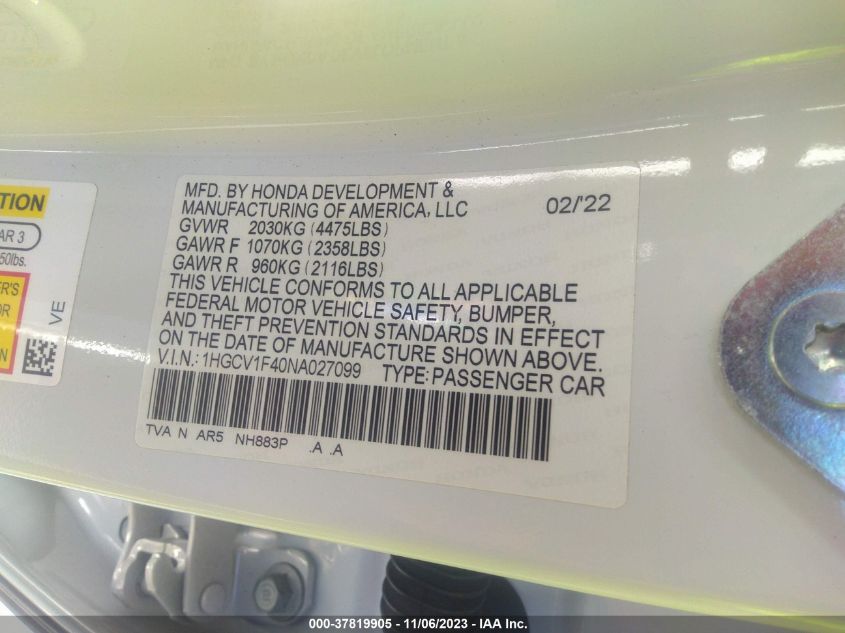 MFD. BY HONDA DEVELOPMENT &
MANUFACTURING OF AMERICA, LLC 02/'22
GVWR 2030KG (4475LBS)
GAWR F 1070KG (2358LBS)
GAWR R 960KG (2116LBS)
THIS VEHICLE CONFORMS TO ALL APPLICABLE
FEDERAL MOTOR VEHICLE SAFETY, BUMPER,
AND THEFT PREVENTION STANDARDS IN EFFECT
ON THE DATE OF MANUFACTURE SHOWN ABOVE.
V.I.N.: 1HGCV1F40NA027099 TYPE: PASSENGER CAR
TVA N AR5 NH883P .A .A
VE
000-37819905 - 11/06/2023 - IAA Inc.